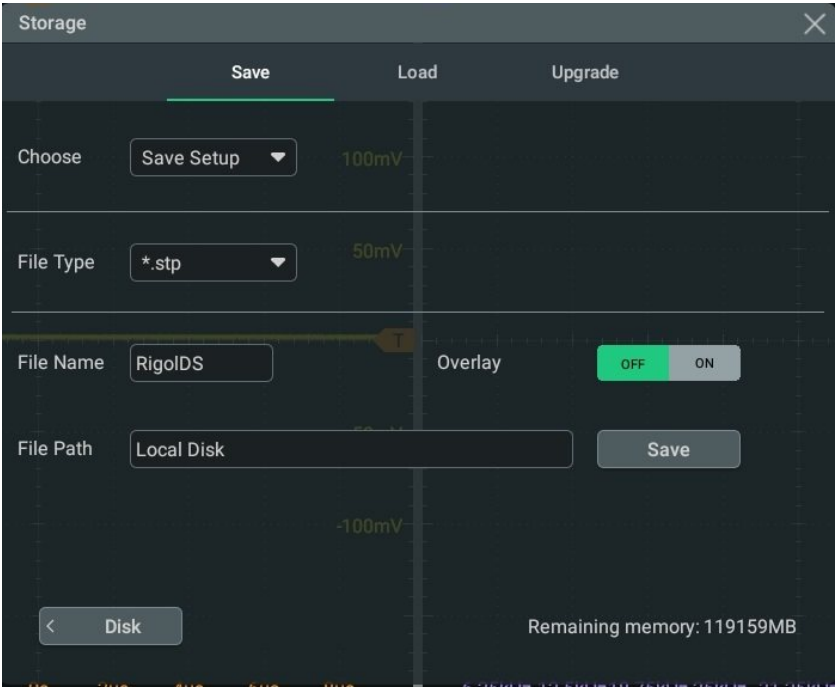 Storage
Save Load Upgrade
Choose Save Setup
100mV
File Type *.stp
50mV
T
File Name RigolDS Overlay OFF ON
File Path Local Disk Save
-100mV
< Disk Remaining memory: 119159MB